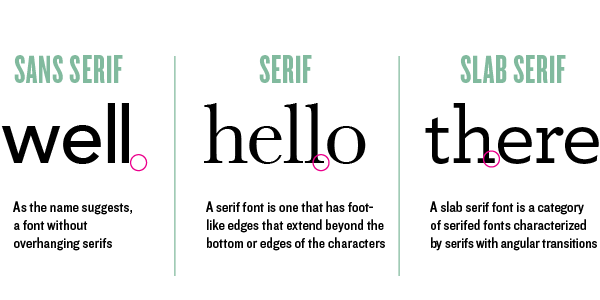 SANS SERIF
well
As the name suggests,
a font without
overhanging serifs
SERIF
hello
A serif font is one that has foot-
like edges that extend beyond the
bottom or edges of the characters
SLAB SERIF
there
A slab serif font is a category
of serifed fonts characterized
by serifs with angular transitions